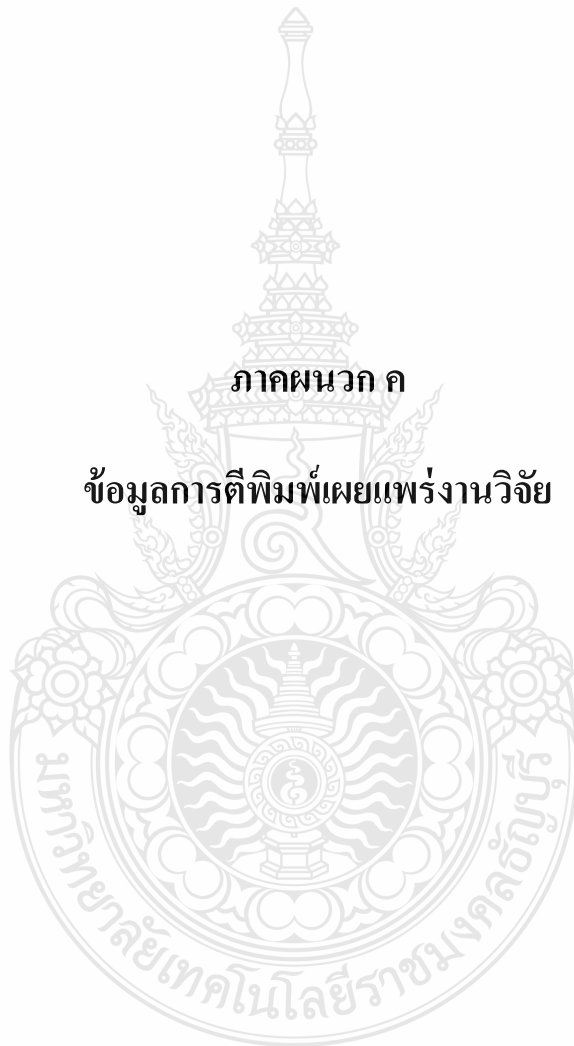 ภาคผนวก ค
ข้อมูลการตีพิมพ์เผยแพร่งานวิจัย
มหาวิทยาลัยเทคโนโลยีราชมงคลธัญบุรี